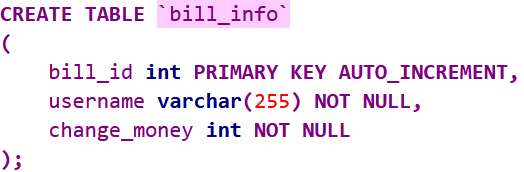 CREATE TABLE `bill_info`
(
    bill_id int PRIMARY KEY AUTO_INCREMENT,
    username varchar(255) NOT NULL,
    change_money int NOT NULL
);